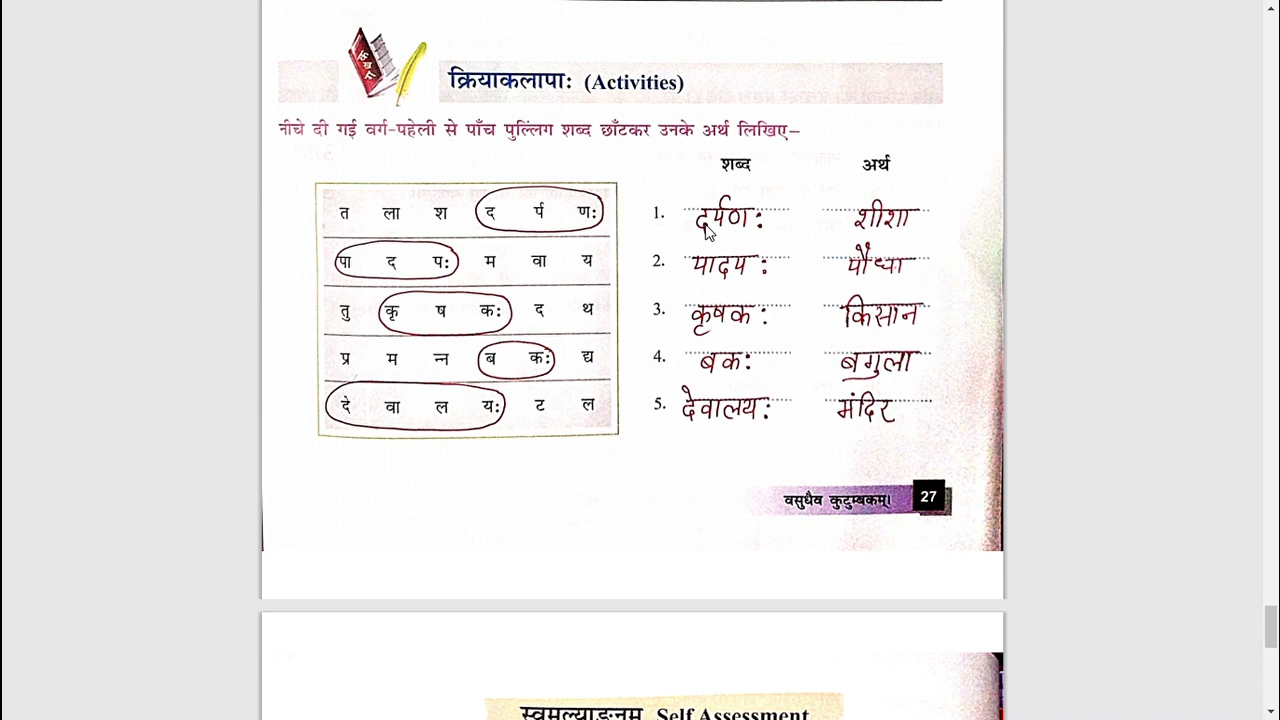 क्रियाकलापाः (Activities)
नीचे दी गई वर्ग-पहेली से पाँच पुल्लिंग शब्द छाँटकर उनके अर्थ लिखिए–
शब्द अर्थ
त ला श द र्प णः
1. दर्पणः शीशा
पा द पः म वा य
2. पादपः पौध्या
तु कृ ष कः द थ
3. कृषकः किसान
प्र म न्न ब कः द्य
4. बकः बगुला
दे वा ल यः ट ल
5. देवालयः मंदिर
वसुधैव कुटुम्बकम्। 27
स्वमूल्याङ्कनम् Self Assessment